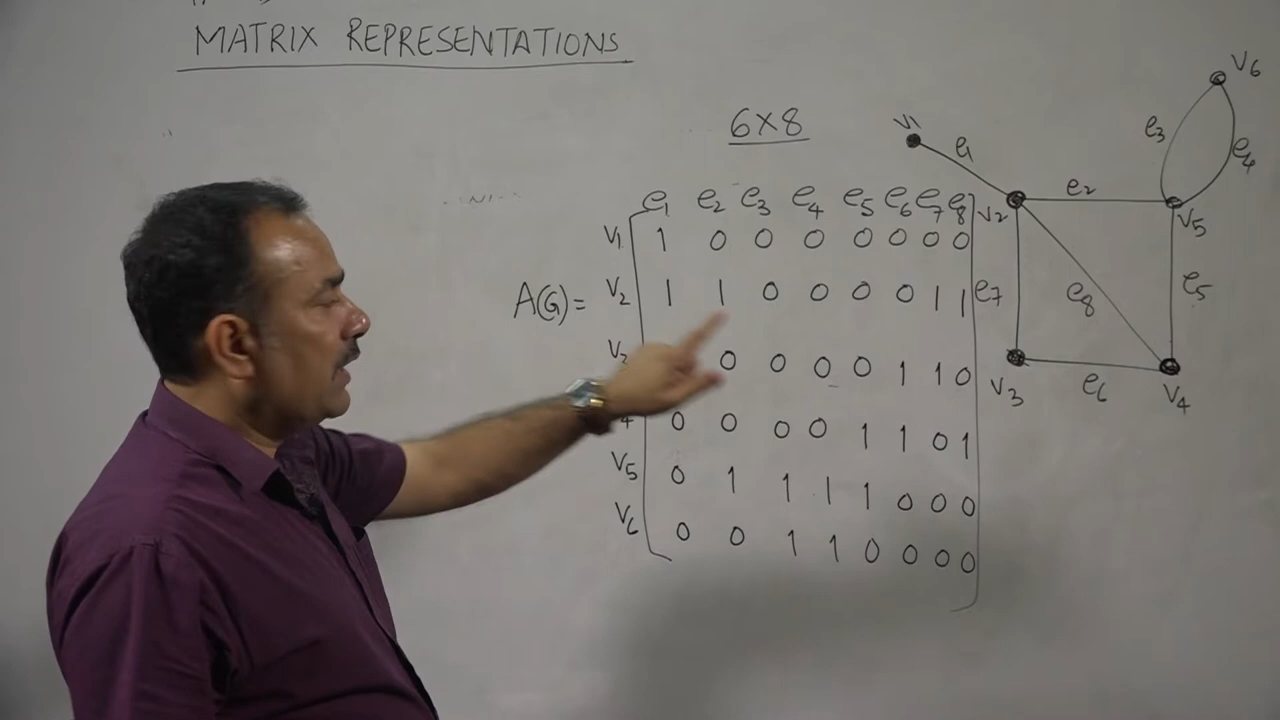 MATRIX REPRESENTATIONS
6X8
e1 e2 e3 e4 e5 e6 e7 e8
V1 1 0 0 0 0 0 0 0
A(G)= V2 1 1 0 0 0 0 1 1
0 0 0 0 1 1 0
4 0 0 0 0 1 1 0 1
V5 0 1 1 1 1 0 0 0
V6 0 0 1 1 0 0 0 0
V6
V1 e1 e3 e4
e2
V2 V5
e7 e8 e5
V3 e6 V4